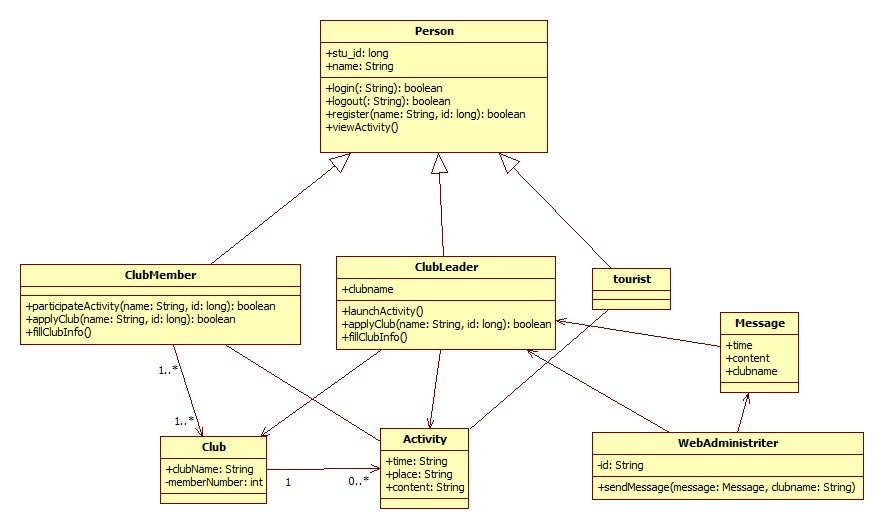 Person
+stu_id: long
+name: String
+login(: String): boolean
+logout(: String): boolean
+register(name: String, id: long): boolean
+viewActivity()
ClubMember
+participateActivity(name: String, id: long): boolean
+applyClub(name: String, id: long): boolean
+fillClubInfo()
ClubLeader
+clubname
+launchActivity()
+applyClub(name: String, id: long): boolean
+fillClubInfo()
tourist
Message
+time
+content
+clubname
1..*
1..*
Club
+clubName: String
-memberNumber: int
1
0..*
Activity
+time: String
+place: String
+content: String
WebAdministriter
-id: String
+sendMessage(message: Message, clubname: String)